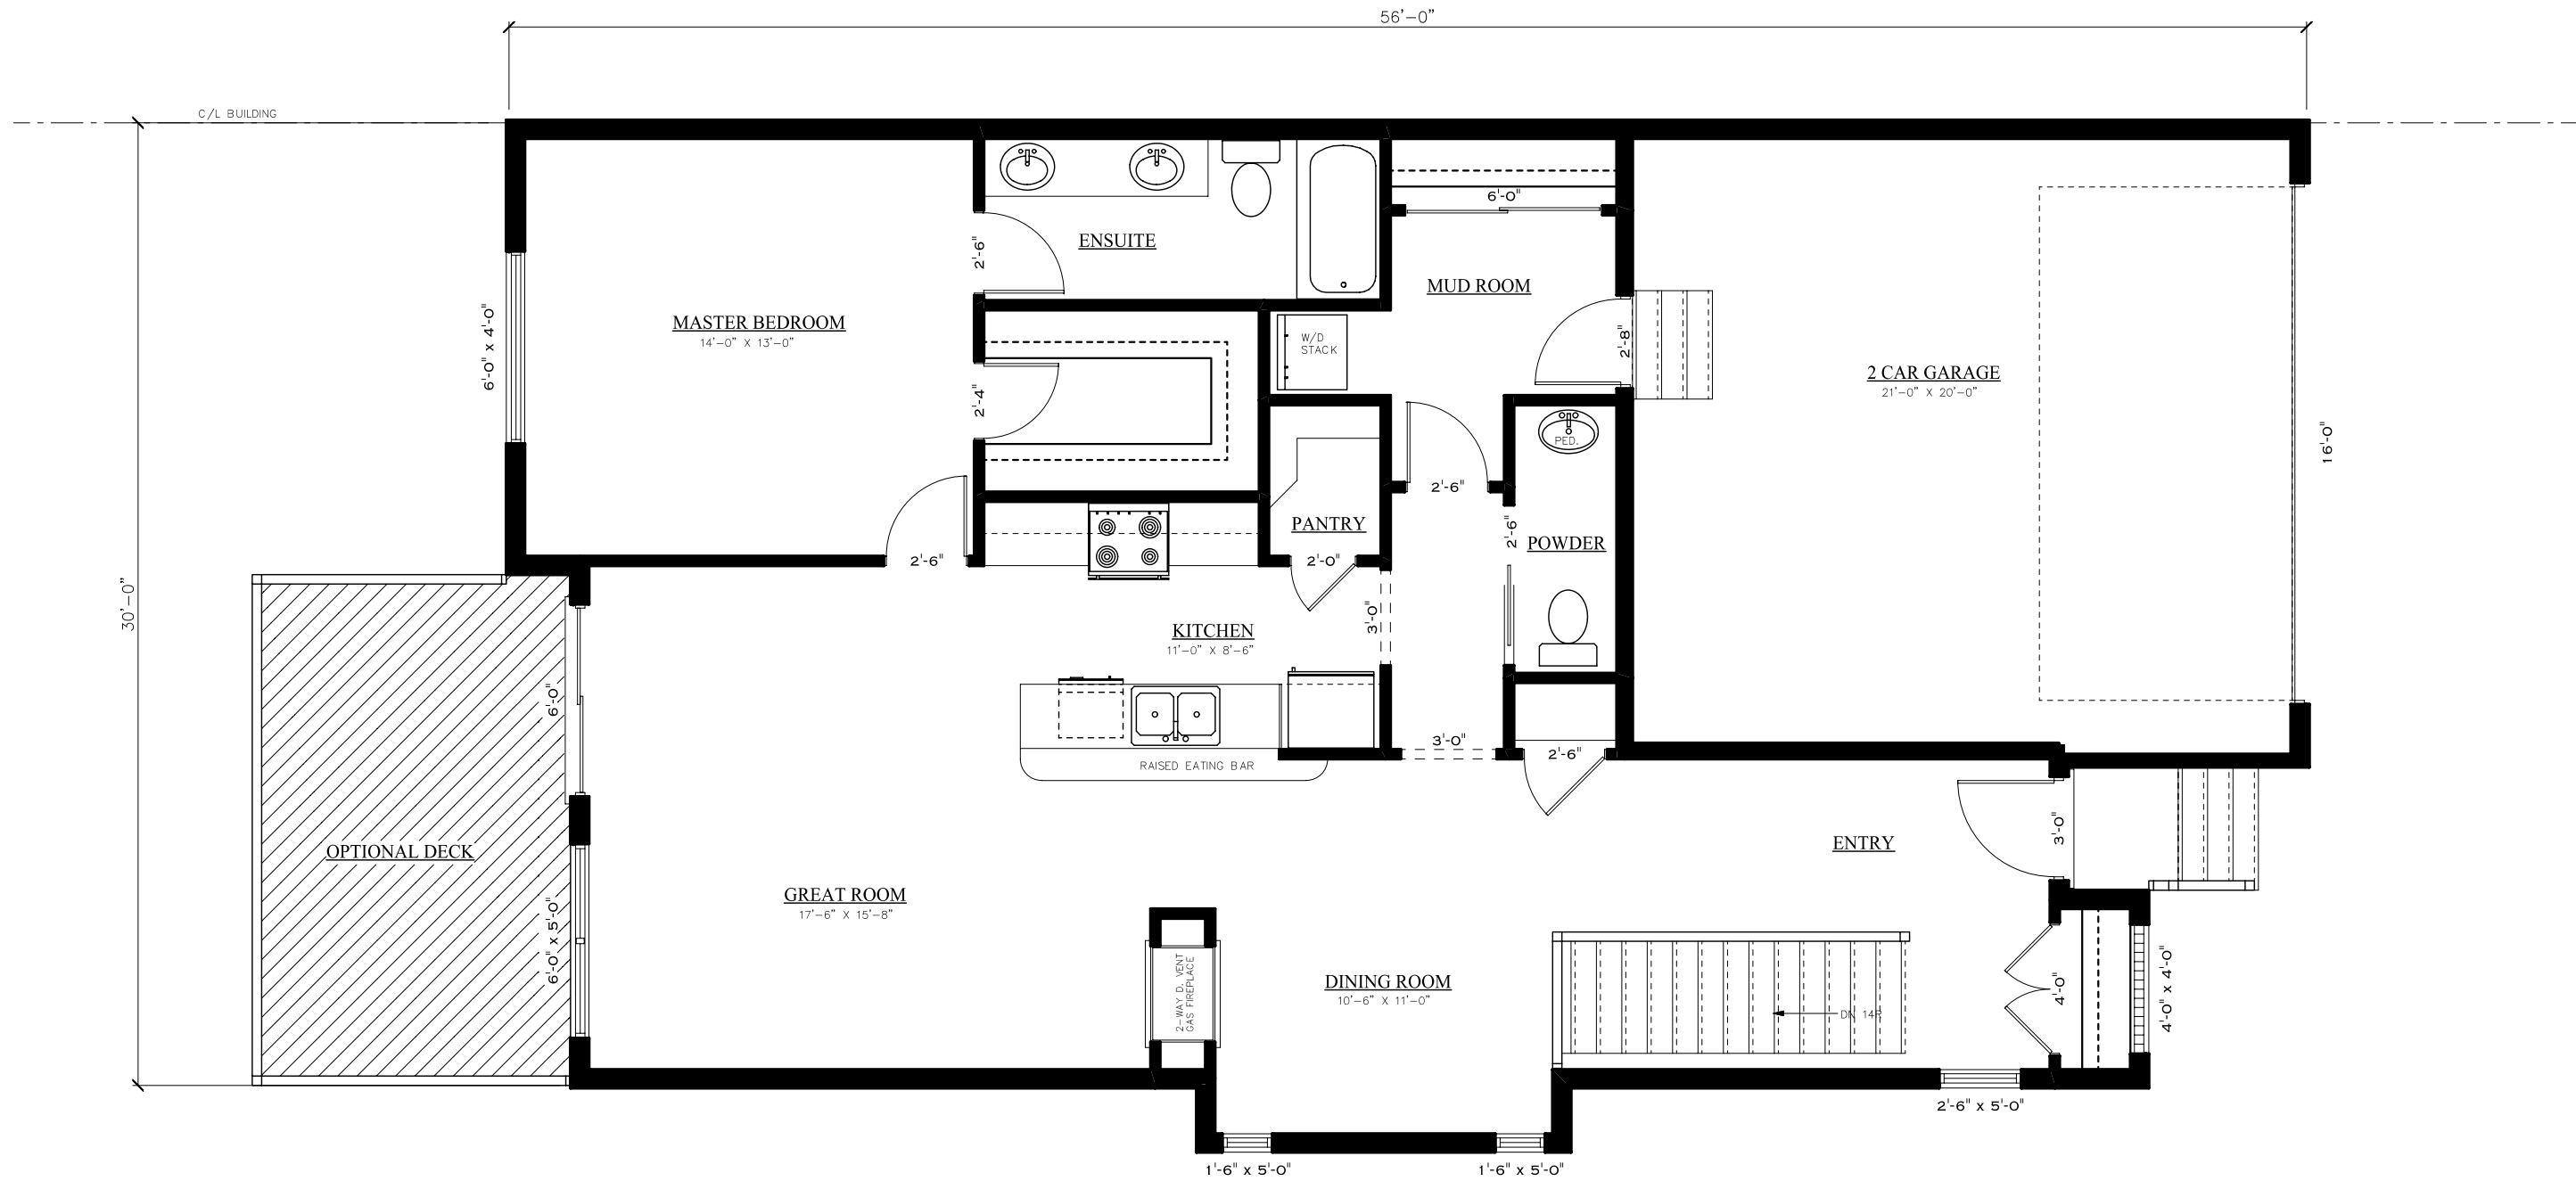 56'-0"
C/L BUILDING
6'-0"
ENSUITE
2'-6"
MUD ROOM
MASTER BEDROOM
14'-0" X 13'-0"
6'-0" x 4'-0"
W/D
STACK
2'-8"
2 CAR GARAGE
21'-0" X 20'-0"
2'-4"
16'-0"
PED.
2'-6"
PANTRY
2'-6"
POWDER
2'-6"
2'-0"
30'-0"
3'-0"
KITCHEN
11'-0" X 8'-6"
6'-0"
3'-0"
2'-6"
RAISED EATING BAR
3'-0"
ENTRY
OPTIONAL DECK
GREAT ROOM
17'-6" X 15'-8"
6'-0" x 5'-0"
2-WAY D. VENT
GAS FIREPLACE
DINING ROOM
10'-6" X 11'-0"
DN 14R
4'-0"
4'-0" x 4'-0"
2'-6" x 5'-0"
1'-6" x 5'-0"
1'-6" x 5'-0"